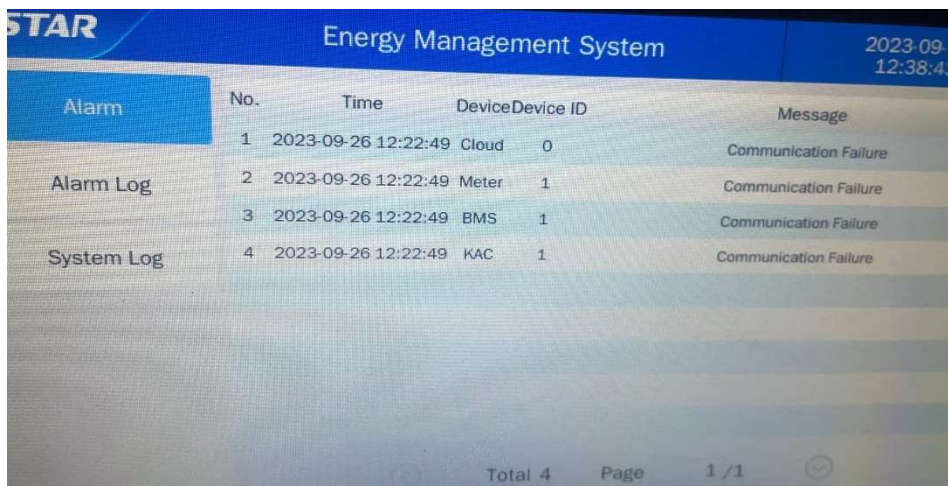 STAR
Energy Management System
2023-09-
12:38:4
Alarm
Alarm Log
System Log
No. Time Device Device ID Message
1 2023-09-26 12:22:49 Cloud 0 Communication Failure
2 2023-09-26 12:22:49 Meter 1 Communication Failure
3 2023-09-26 12:22:49 BMS 1 Communication Failure
4 2023-09-26 12:22:49 KAC 1 Communication Failure
Total 4 Page 1 /1